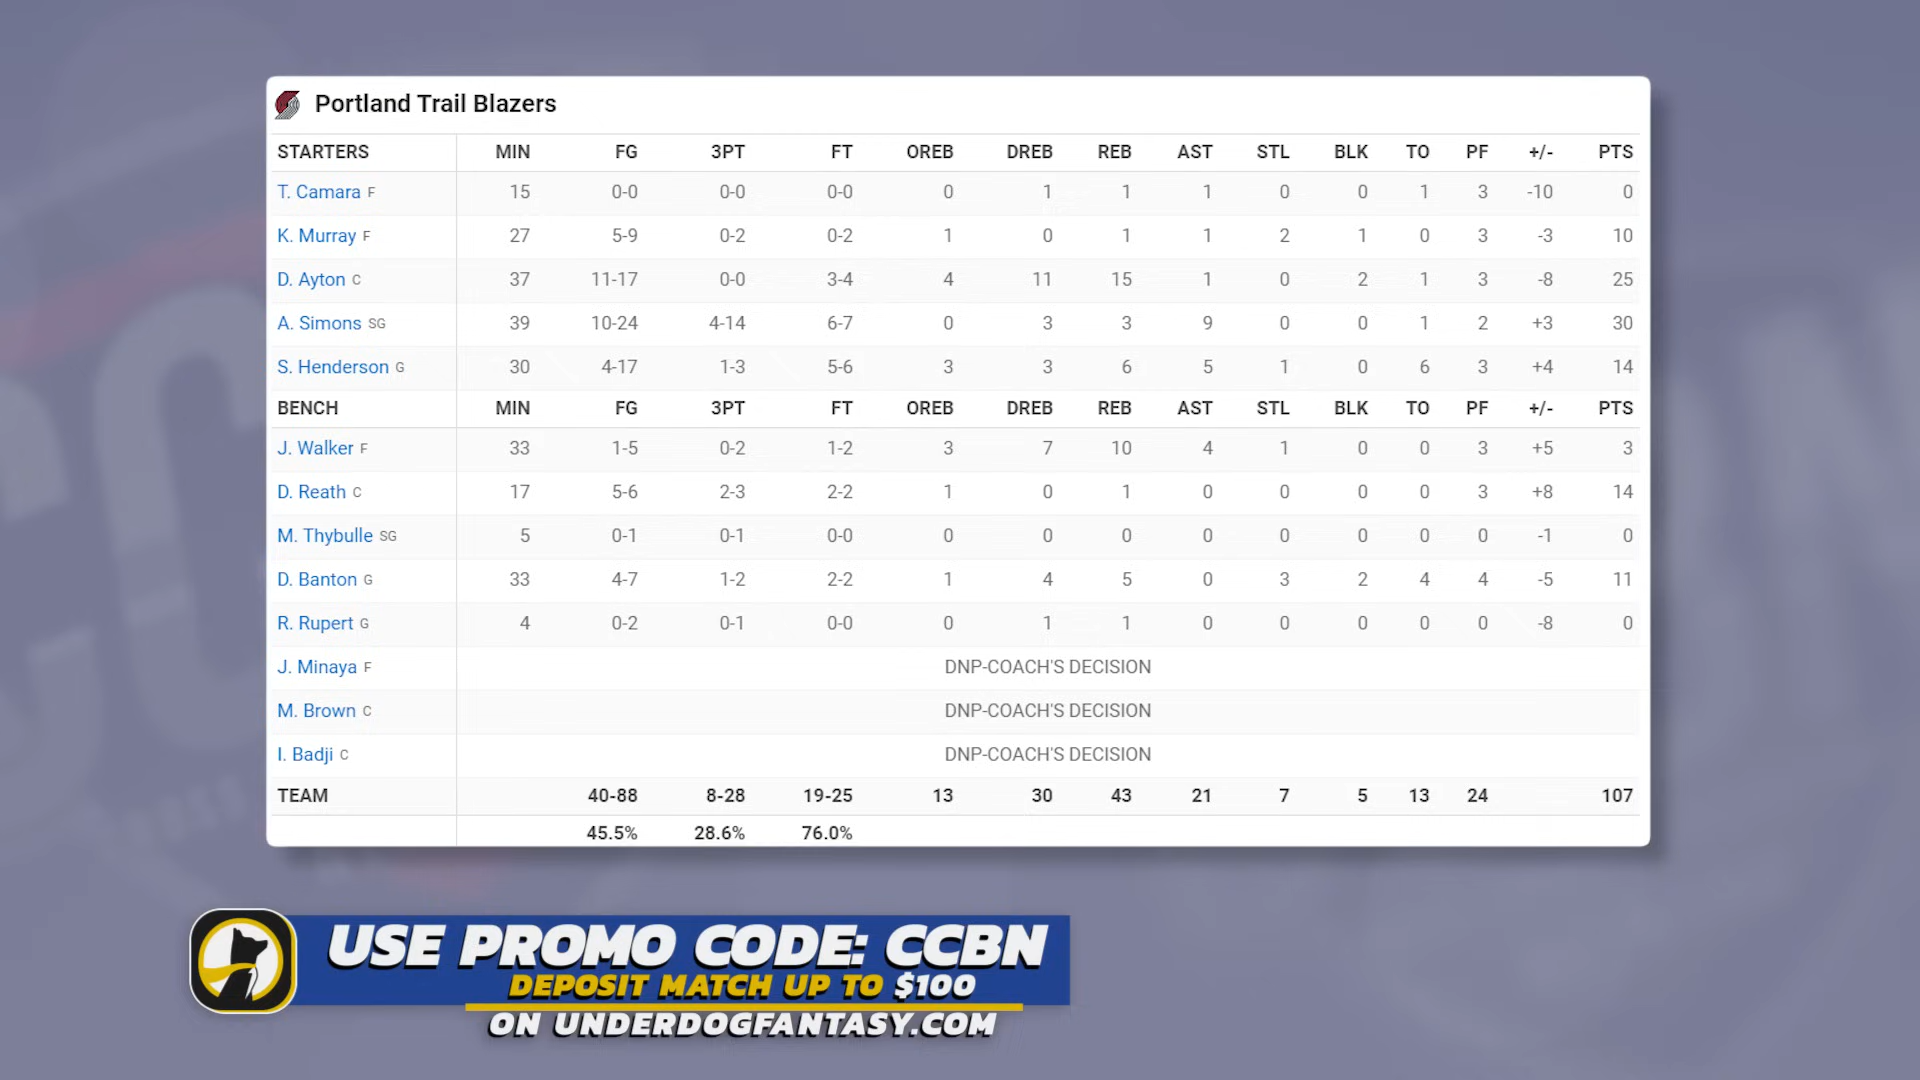 Portland Trail Blazers
STARTERS MIN FG 3PT FT OREB DREB REB AST STL BLK TO PF +/- PTS
T. Camara F 15 0-0 0-0 0-0 0 1 1 1 0 0 1 3 -10 0
K. Murray F 27 5-9 0-2 0-2 1 0 1 1 2 1 0 3 -3 10
D. Ayton C 37 11-17 0-0 3-4 4 11 15 1 0 2 1 3 -8 25
A. Simons SG 39 10-24 4-14 6-7 0 3 3 9 0 0 1 2 +3 30
S. Henderson G 30 4-17 1-3 5-6 3 3 6 5 1 0 6 3 +4 14
BENCH MIN FG 3PT FT OREB DREB REB AST STL BLK TO PF +/- PTS
J. Walker F 33 1-5 0-2 1-2 3 7 10 4 1 0 0 3 +5 3
D. Reath C 17 5-6 2-3 2-2 1 0 1 0 0 0 0 3 +8 14
M. Thybulle SG 5 0-1 0-1 0-0 0 0 0 0 0 0 0 0 -1 0
D. Banton G 33 4-7 1-2 2-2 1 4 5 0 3 2 4 4 -5 11
R. Rupert G 4 0-2 0-1 0-0 0 1 1 0 0 0 0 0 -8 0
J. Minaya F DNP-COACH'S DECISION
M. Brown C DNP-COACH'S DECISION
I. Badji C DNP-COACH'S DECISION
TEAM 40-88 8-28 19-25 13 30 43 21 7 5 13 24 107
45.5% 28.6% 76.0%
USE PROMO CODE: CCBN
DEPOSIT MATCH UP TO $100
ON UNDERDOGFANTASY.COM